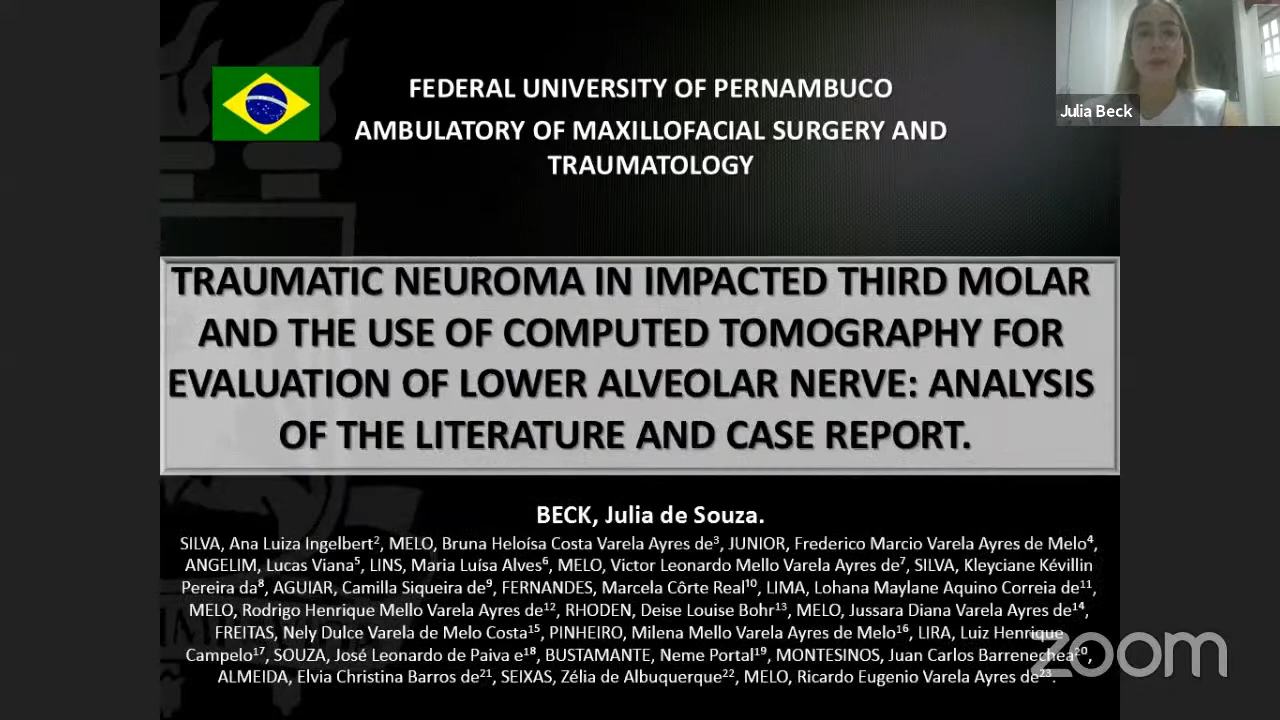 FEDERAL UNIVERSITY OF PERNAMBUCO
AMBULATORY OF MAXILLOFACIAL SURGERY AND
TRAUMATOLOGY
Julia Beck
TRAUMATIC NEUROMA IN IMPACTED THIRD MOLAR
AND THE USE OF COMPUTED TOMOGRAPHY FOR
EVALUATION OF LOWER ALVEOLAR NERVE: ANALYSIS
OF THE LITERATURE AND CASE REPORT.
BECK, Julia de Souza.
SILVA, Ana Luiza Ingelbert², MELO, Bruna Heloísa Costa Varela Ayres de³, JUNIOR, Frederico Marcio Varela Ayres de Melo⁴,
ANGELIM, Lucas Viana⁵, LINS, Maria Luísa Alves⁶, MELO, Victor Leonardo Mello Varela Ayres de⁷, SILVA, Kleyciane Kévillin
Pereira da⁸, AGUIAR, Camilla Siqueira de⁹, FERNANDES, Marcela Côrte Real¹⁰, LIMA, Lohana Maylane Aquino Correia de¹¹,
MELO, Rodrigo Henrique Mello Varela Ayres de¹², RHODEN, Deise Louise Bohr¹³, MELO, Jussara Diana Varela Ayres de¹⁴,
FREITAS, Nely Dulce Varela de Melo Costa¹⁵, PINHEIRO, Milena Mello Varela Ayres de Melo¹⁶, LIRA, Luiz Henrique
Campelo¹⁷, SOUZA, José Leonardo de Paiva e¹⁸, BUSTAMANTE, Neme Portal¹⁹, MONTESINOS, Juan Carlos Barrenechea²⁰,
ALMEIDA, Elvia Christina Barros de²¹, SEIXAS, Zélia de Albuquerque²², MELO, Ricardo Eugenio Varela Ayres de²³.
zoom